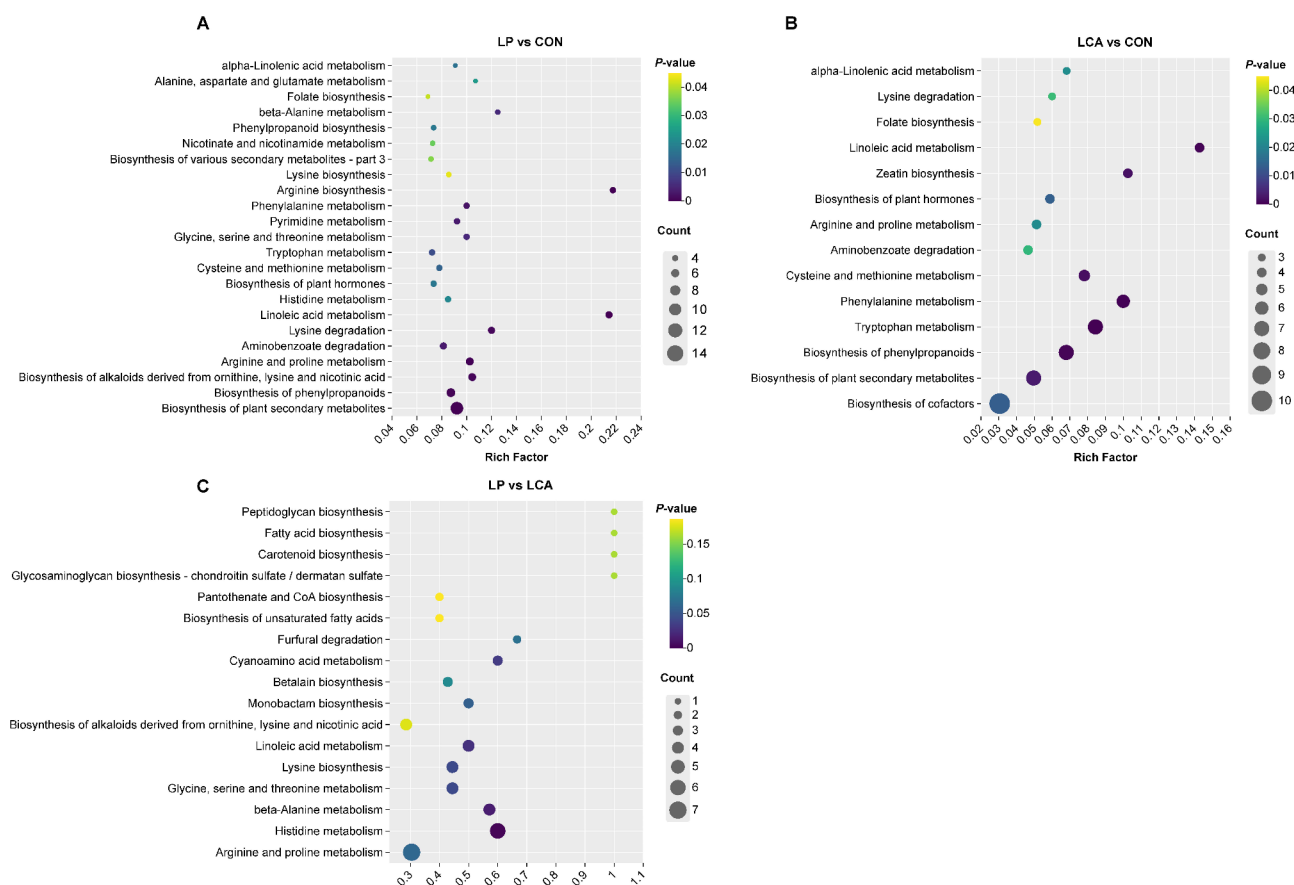 A
LP vs CON
alpha-Linolenic acid metabolism
Alanine, aspartate and glutamate metabolism
Folate biosynthesis
beta-Alanine metabolism
Phenylpropanoid biosynthesis
Nicotinate and nicotinamide metabolism
Biosynthesis of various secondary metabolites - part 3
Lysine biosynthesis
Arginine biosynthesis
Phenylalanine metabolism
Pyrimidine metabolism
Glycine, serine and threonine metabolism
Tryptophan metabolism
Cysteine and methionine metabolism
Biosynthesis of plant hormones
Histidine metabolism
Linoleic acid metabolism
Lysine degradation
Aminobenzoate degradation
Arginine and proline metabolism
Biosynthesis of alkaloids derived from ornithine, lysine and nicotinic acid
Biosynthesis of phenylpropanoids
Biosynthesis of plant secondary metabolites
0.04 0.06 0.08 0.1 0.12 0.14 0.16 0.2 0.22 0.24
Rich Factor
P-value
0.04
0.03
0.02
0.01
0
Count
4
6
8
10
12
14
B
LCA vs CON
alpha-Linolenic acid metabolism
Lysine degradation
Folate biosynthesis
Linoleic acid metabolism
Zeatin biosynthesis
Biosynthesis of plant hormones
Arginine and proline metabolism
Aminobenzoate degradation
Cysteine and methionine metabolism
Phenylalanine metabolism
Tryptophan metabolism
Biosynthesis of phenylpropanoids
Biosynthesis of plant secondary metabolites
Biosynthesis of cofactors
0.02 0.03 0.04 0.05 0.06 0.07 0.08 0.09 0.1 0.11 0.12 0.13 0.14 0.15 0.16
Rich Factor
P-value
0.04
0.03
0.02
0.01
0
Count
3
4
5
6
7
8
9
10
C
LP vs LCA
Peptidoglycan biosynthesis
Fatty acid biosynthesis
Carotenoid biosynthesis
Glycosaminoglycan biosynthesis - chondroitin sulfate / dermatan sulfate
Pantothenate and CoA biosynthesis
Biosynthesis of unsaturated fatty acids
Furfural degradation
Cyanoamino acid metabolism
Betalain biosynthesis
Monobactam biosynthesis
Biosynthesis of alkaloids derived from ornithine, lysine and nicotinic acid
Linoleic acid metabolism
Lysine biosynthesis
Glycine, serine and threonine metabolism
beta-Alanine metabolism
Histidine metabolism
Arginine and proline metabolism
0.3 0.4 0.5 0.6 0.7 0.8 0.9 1 1.1
P-value
0.15
0.10
0.05
0
Count
1
2
3
4
5
6
7